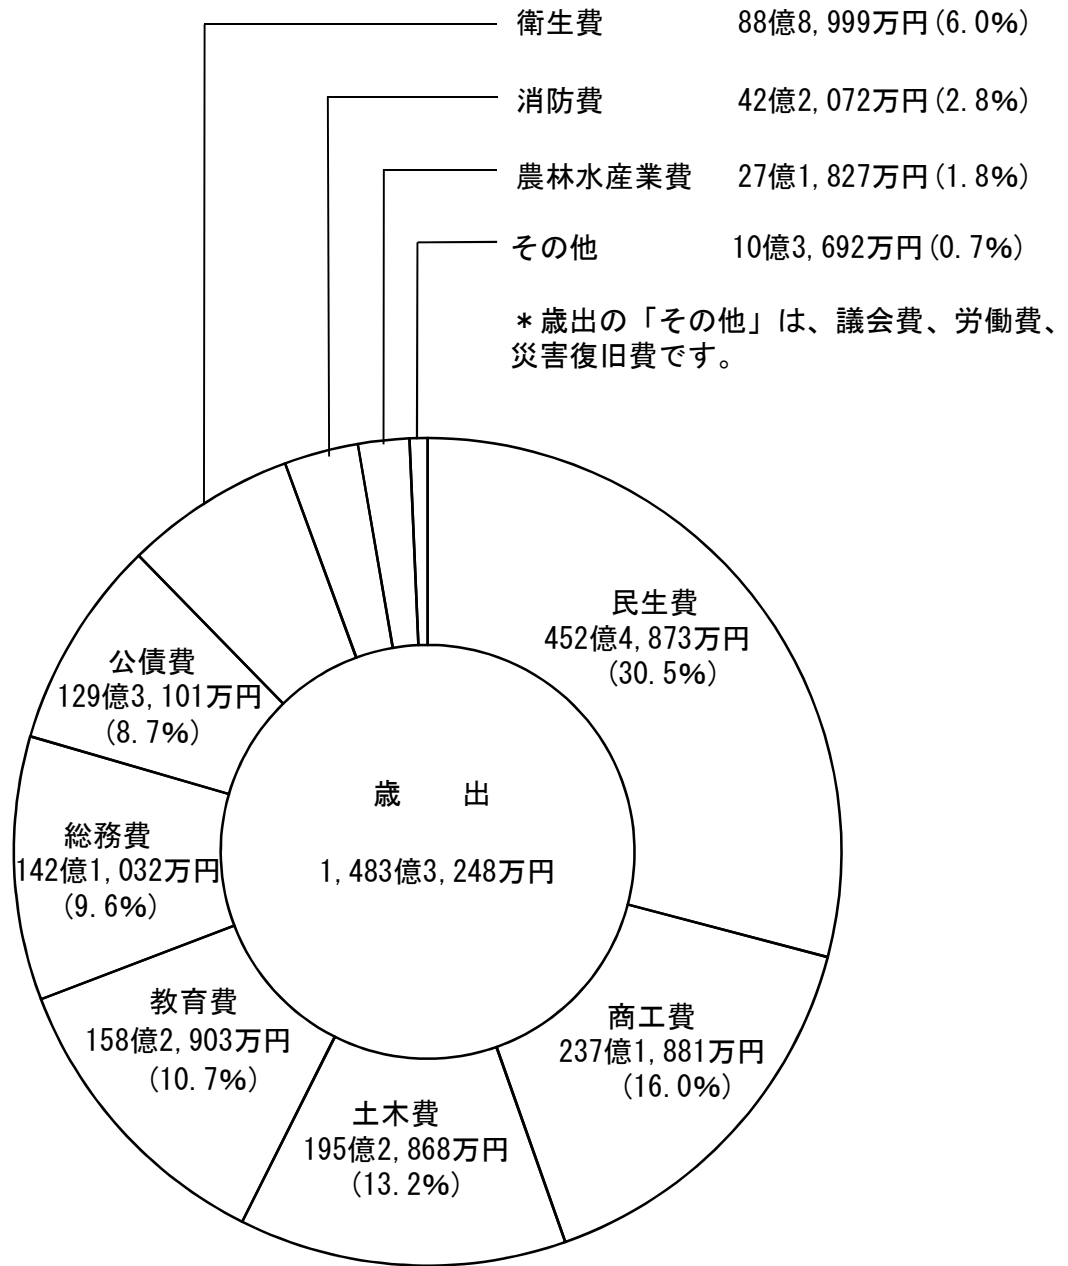 衛生費 88億8,999万円(6.0%)
消防費 42億2,072万円(2.8%)
農林水産業費 27億1,827万円(1.8%)
その他 10億3,692万円(0.7%)
＊歳出の「その他」は、議会費、労働費、
災害復旧費です。
民生費
452億4,873万円
(30.5%)
公債費
129億3,101万円
(8.7%)
歳 出
1,483億3,248万円
総務費
142億1,032万円
(9.6%)
教育費
158億2,903万円
(10.7%)
商工費
237億1,881万円
(16.0%)
土木費
195億2,868万円
(13.2%)